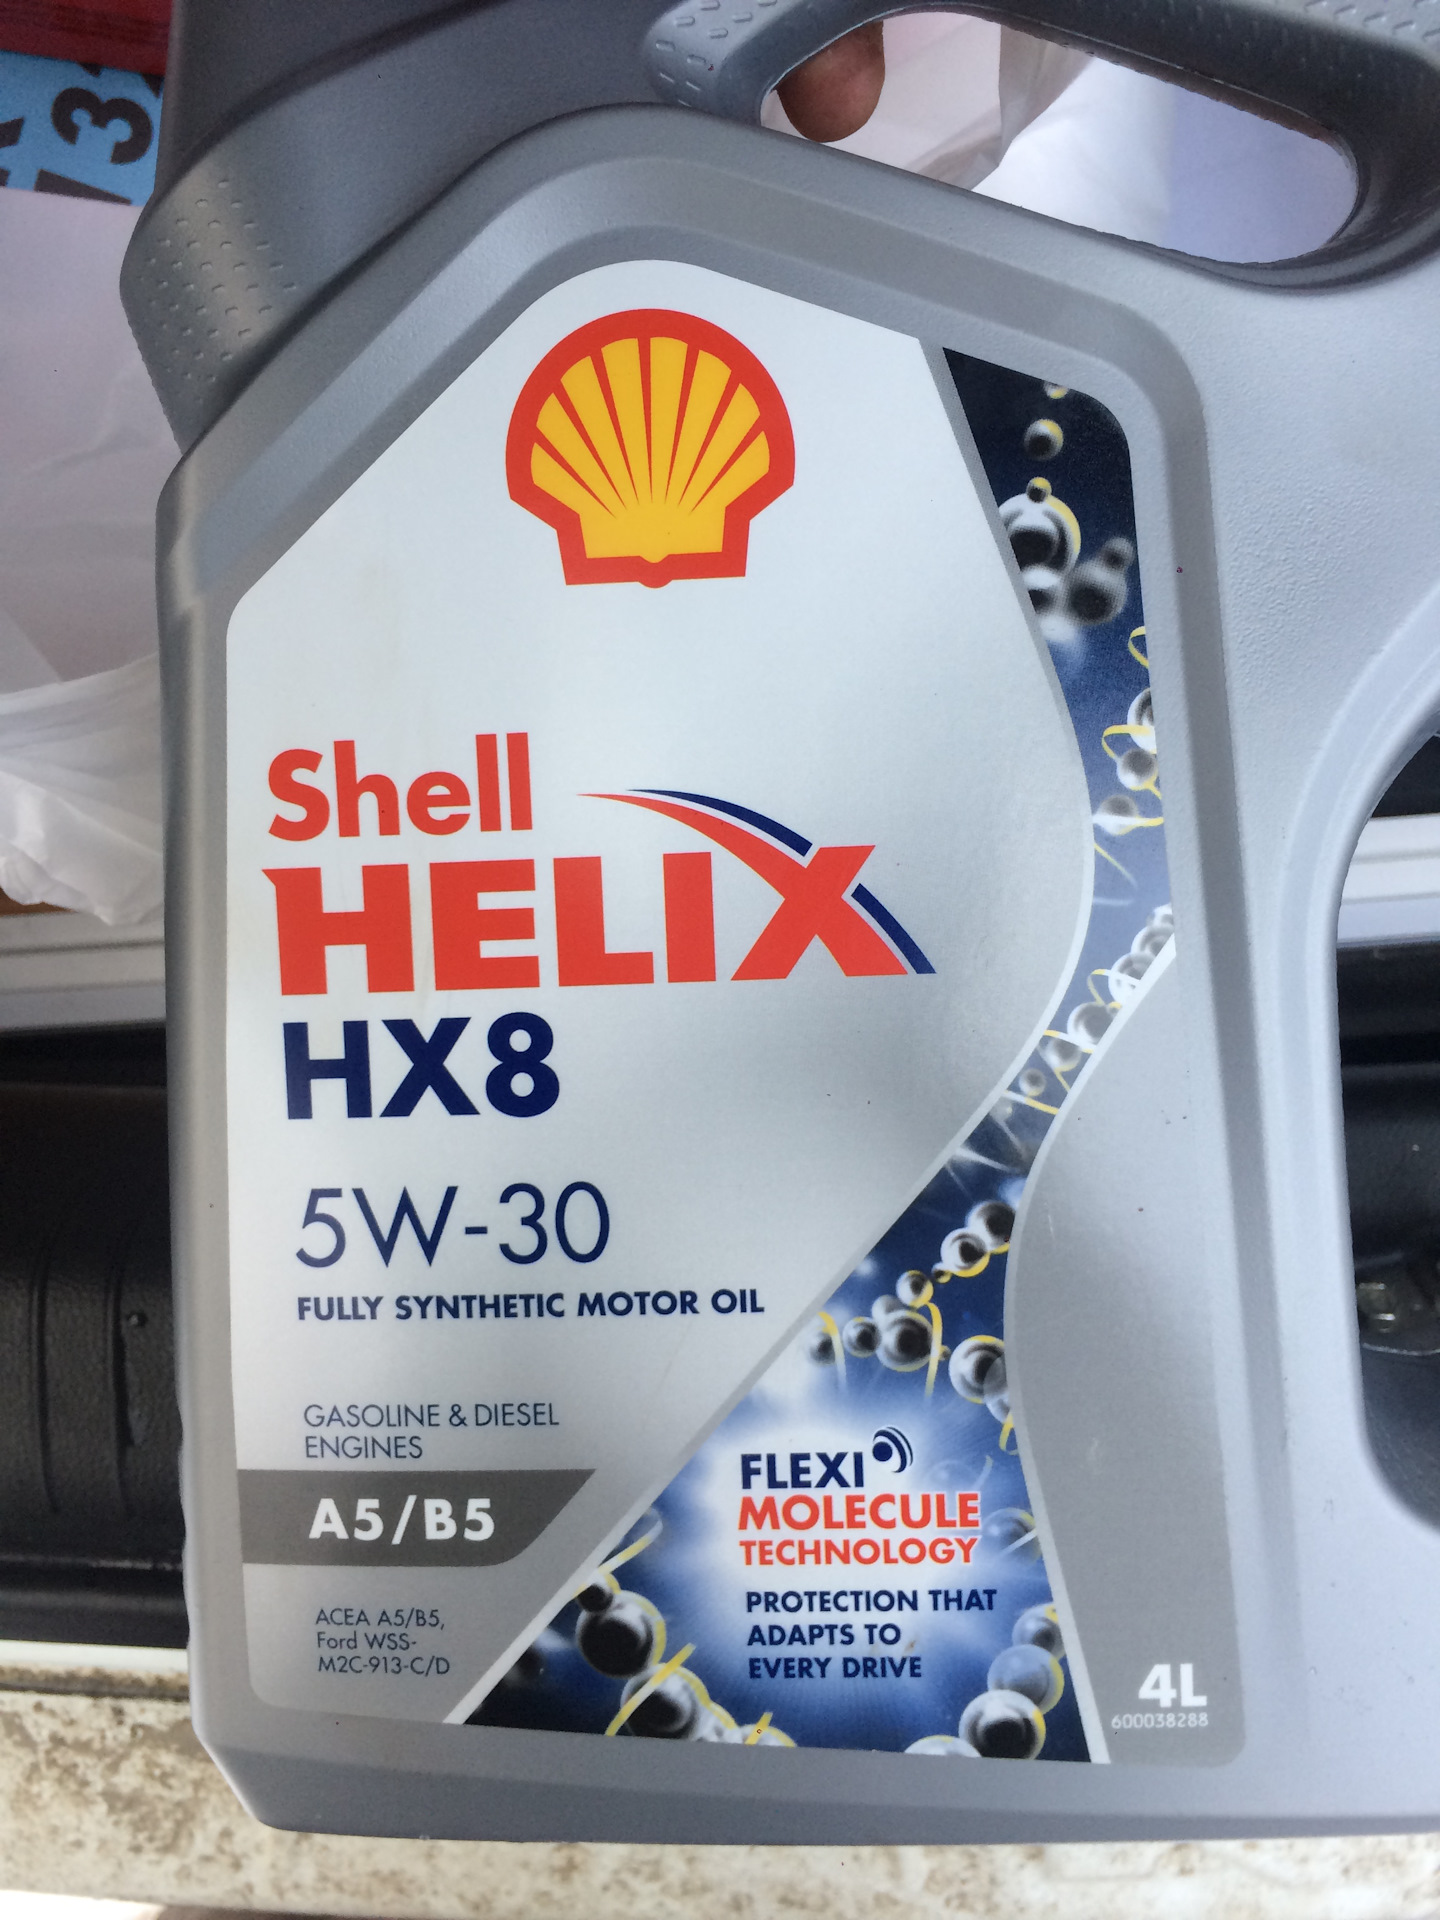 73
Shell
HELIX
HX8
5W-30
FULLY SYNTHETIC MOTOR OIL
GASOLINE & DIESEL
ENGINES
A5/B5
ACEA A5/B5,
Ford WSS-
M2C-913-C/D
FLEXI
MOLECULE
TECHNOLOGY
PROTECTION THAT
ADAPTS TO
EVERY DRIVE
4L
600038288